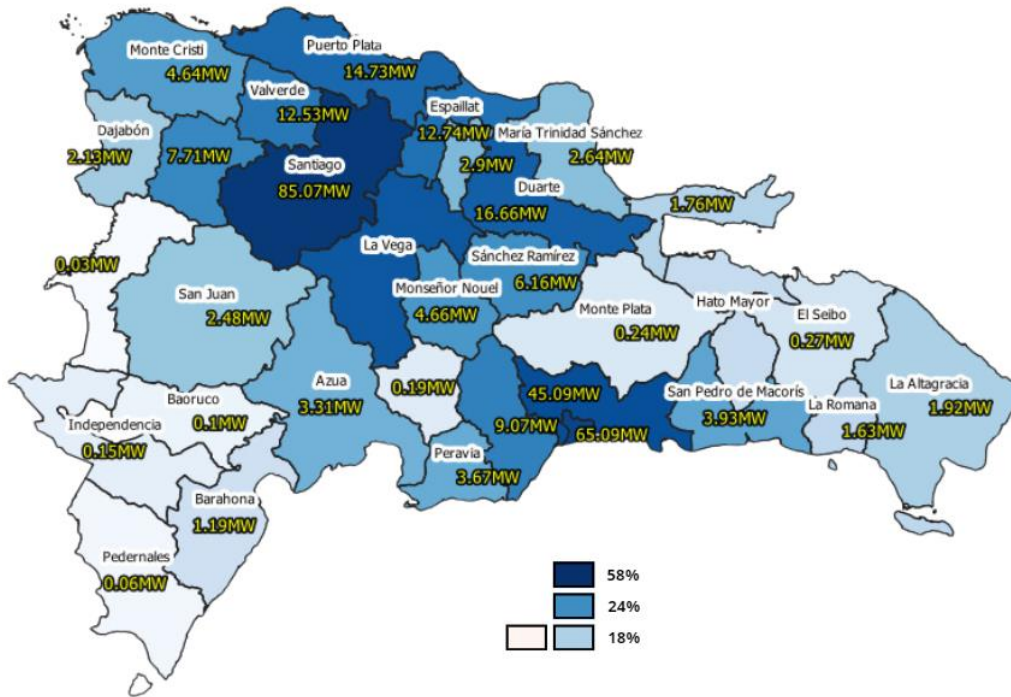 Monte Cristi
4.64MW
Puerto Plata
14.73MW
Valverde
12.53MW
Espaillat
12.74MW
María Trinidad Sánchez
2.64MW
Dajabón
2.13MW
7.71MW
Santiago
85.07MW
2.9MW
Duarte
16.66MW
1.76MW
0.03MW
La Vega
Sánchez Ramírez
6.16MW
San Juan
2.48MW
Monseñor Nouel
4.66MW
Monte Plata
0.24MW
Hato Mayor
El Seibo
0.27MW
Azua
3.31MW
0.19MW
45.09MW
San Pedro de Macorís
3.93MW
La Altagracia
1.92MW
Baoruco
0.1MW
La Romana
1.63MW
Independencia
0.15MW
9.07MW
65.09MW
Peravia
3.67MW
Barahona
1.19MW
Pedernales
0.06MW
58%
24%
18%